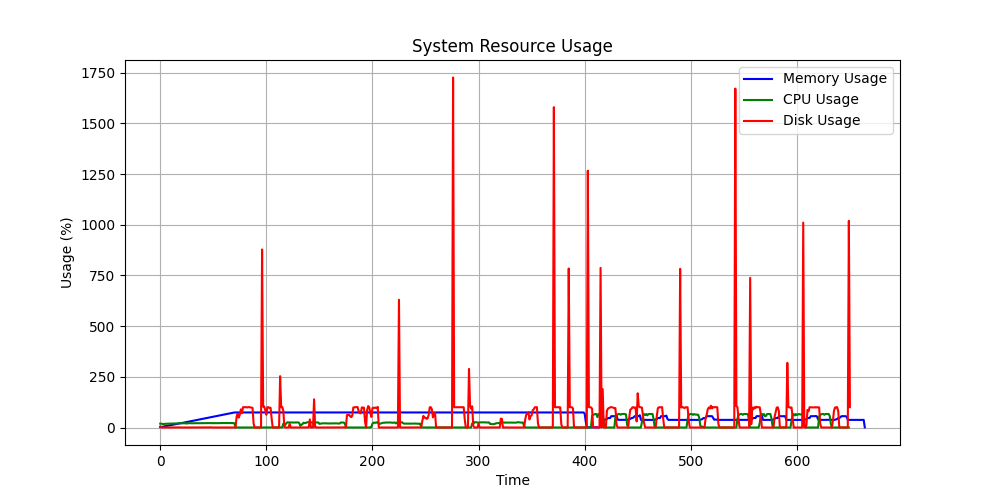 System Resource Usage
Memory Usage
CPU Usage
Disk Usage
Usage (%)
1750
1500
1250
1000
750
500
250
0
0 100 200 300 400 500 600
Time